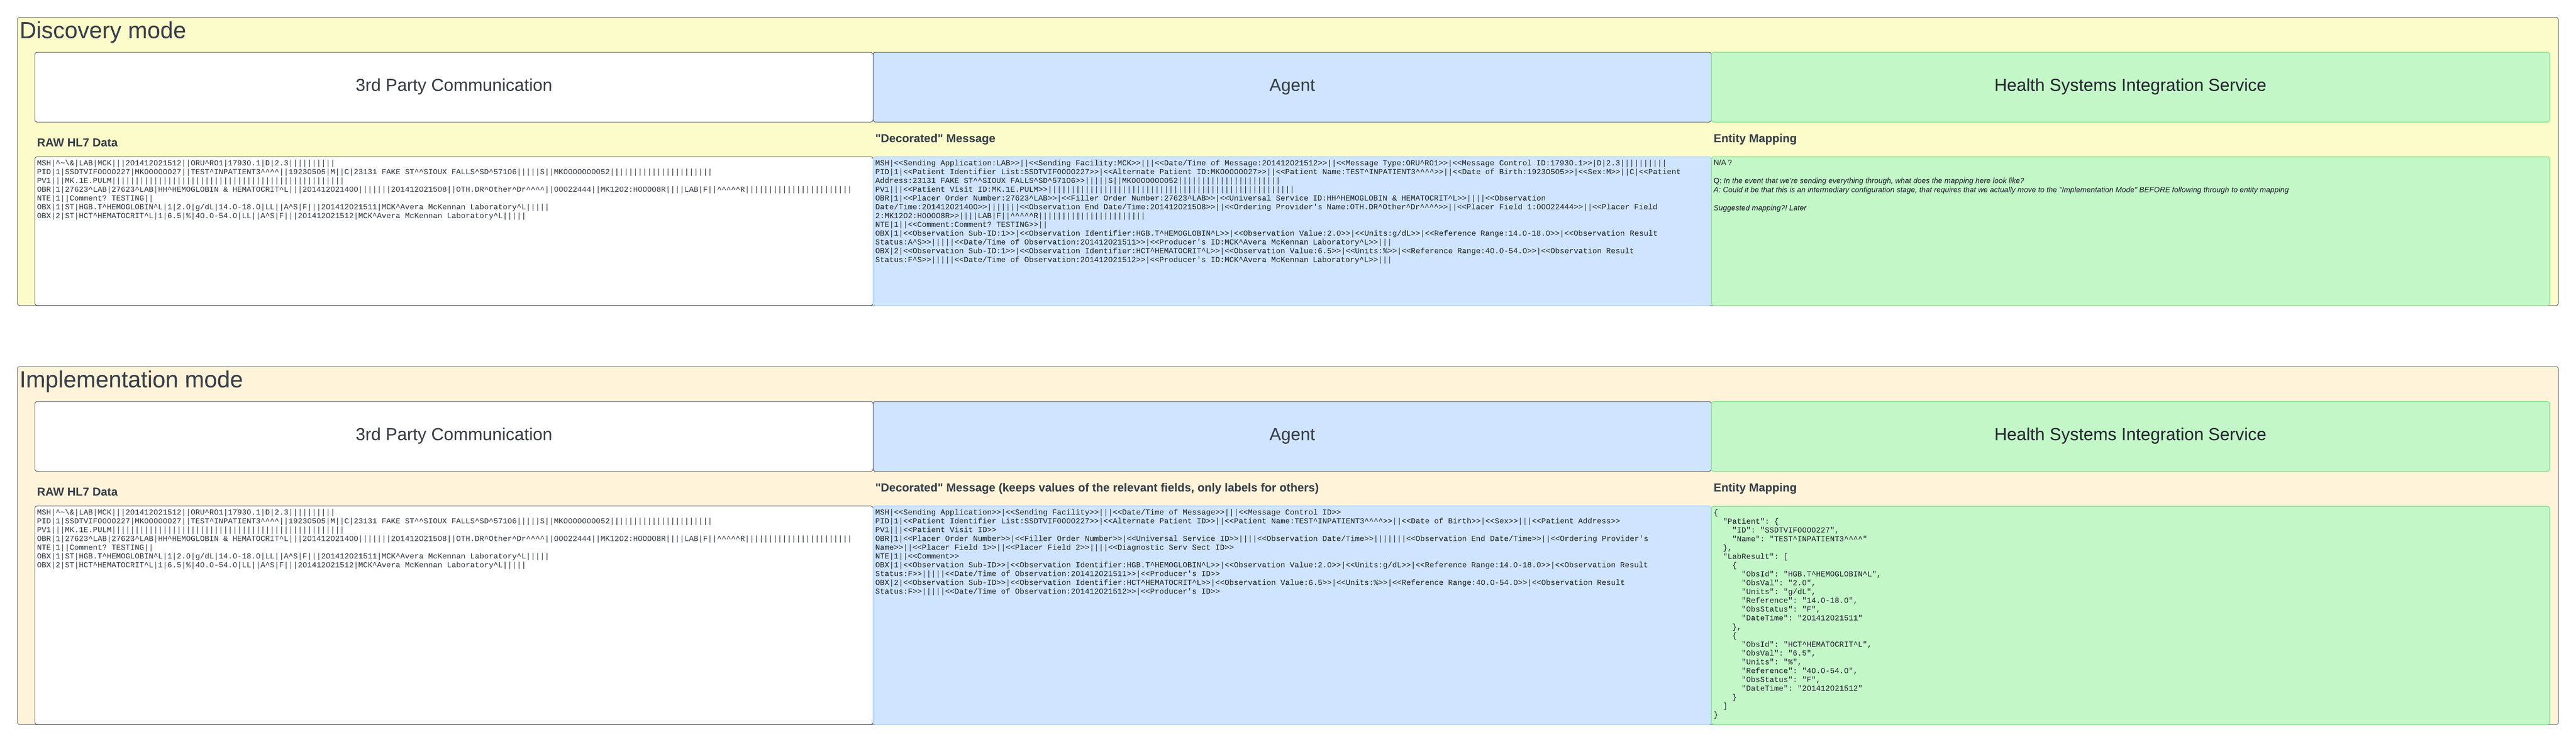 Discovery mode
3rd Party Communication
Agent
Health Systems Integration Service
RAW HL7 Data
MSH|^~\&|LAB|MCK|||201412021512||ORU^RO1|17930.1|D|2.3||||||||||
PID|1|SSDTVIF0000227|MK0000027||TEST^INPATIENT3^^^^||19230505|M||C|23131 FAKE ST^^SIOUX FALLS^SD^57106|||||S||MK0000000052||||||||||||||||||||||
PV1|||MK.1E.PULM||||||||||||||||||||||||||||||||||||||||||||||||||
OBR|1|27623^LAB|27623^LAB|HH^HEMOGLOBIN & HEMATOCRIT^L|||201412021400|||||||201412021508||OTH.DR^Other^Dr^^^^||00022444||MK1202:H00008R||||LAB|F||^^^^^R|||||||||||||||||||||||
NTE|1||Comment? TESTING||
OBX|1|ST|HGB.T^HEMOGLOBIN^L|1|2.0|g/dL|14.0-18.0|LL||A^S|F|||201412021511|MCK^Avera McKennan Laboratory^L|||||
OBX|2|ST|HCT^HEMATOCRIT^L|1|6.5|%|40.0-54.0|LL||A^S|F|||201412021512|MCK^Avera McKennan Laboratory^L|||||
"Decorated" Message
MSH|<<Sending Application:LAB>>||<<Sending Facility:MCK>>|||<<Date/Time of Message:201412021512>>||<<Message Type:ORU^RO1>>|<<Message Control ID:17930.1>>|D|2.3||||||||||
PID|1|<<Patient Identifier List:SSDTVIF0000227>>|<<Alternate Patient ID:MK0000027>>||<<Patient Name:TEST^INPATIENT3^^^^>>||<<Date of Birth:19230505>>|<<Sex:M>>||C|<<Patient
Address:23131 FAKE ST^^SIOUX FALLS^SD^57106>>|||||S||MK0000000052||||||||||||||||||||||
PV1|||<<Patient Visit ID:MK.1E.PULM>>|||||||||||||||||||||||||||||||||||||||||||||||||||||
OBR|1|<<Placer Order Number:27623^LAB>>|<<Filler Order Number:27623^LAB>>|<<Universal Service ID:HH^HEMOGLOBIN & HEMATOCRIT^L>>||||<<Observation
Date/Time:201412021400>>|||||||<<Observation End Date/Time:201412021508>>||<<Ordering Provider's Name:OTH.DR^Other^Dr^^^^>>||<<Placer Field 1:00022444>>||<<Placer Field
2:MK1202:H00008R>>||||LAB|F||^^^^^R|||||||||||||||||||||||
NTE|1||<<Comment:Comment? TESTING>>||
OBX|1|<<Observation Sub-ID:1>>|<<Observation Identifier:HGB.T^HEMOGLOBIN^L>>|<<Observation Value:2.0>>|<<Units:g/dL>>|<<Reference Range:14.0-18.0>>|<<Observation Result
Status:A^S>>|||||<<Date/Time of Observation:201412021511>>|<<Producer's ID:MCK^Avera McKennan Laboratory^L>>|||
OBX|2|<<Observation Sub-ID:1>>|<<Observation Identifier:HCT^HEMATOCRIT^L>>|<<Observation Value:6.5>>|<<Units:%>>|<<Reference Range:40.0-54.0>>|<<Observation Result
Status:F^S>>|||||<<Date/Time of Observation:201412021512>>|<<Producer's ID:MCK^Avera McKennan Laboratory^L>>|||
Entity Mapping
N/A ?
Q: In the event that we're sending everything through, what does the mapping here look like?
A: Could it be that this is an intermediary configuration stage, that requires that we actually move to the "Implementation Mode" BEFORE following through to entity mapping
Suggested mapping?! Later
Implementation mode
3rd Party Communication
Agent
Health Systems Integration Service
RAW HL7 Data
MSH|^~\&|LAB|MCK|||201412021512||ORU^RO1|17930.1|D|2.3||||||||||
PID|1|SSDTVIF0000227|MK0000027||TEST^INPATIENT3^^^^||19230505|M||C|23131 FAKE ST^^SIOUX FALLS^SD^57106|||||S||MK0000000052||||||||||||||||||||||
PV1|||MK.1E.PULM||||||||||||||||||||||||||||||||||||||||||||||||||
OBR|1|27623^LAB|27623^LAB|HH^HEMOGLOBIN & HEMATOCRIT^L|||201412021400|||||||201412021508||OTH.DR^Other^Dr^^^^||00022444||MK1202:H00008R||||LAB|F||^^^^^R|||||||||||||||||||||||
NTE|1||Comment? TESTING||
OBX|1|ST|HGB.T^HEMOGLOBIN^L|1|2.0|g/dL|14.0-18.0|LL||A^S|F|||201412021511|MCK^Avera McKennan Laboratory^L|||||
OBX|2|ST|HCT^HEMATOCRIT^L|1|6.5|%|40.0-54.0|LL||A^S|F|||201412021512|MCK^Avera McKennan Laboratory^L|||||
"Decorated" Message (keeps values of the relevant fields, only labels for others)
MSH|<<Sending Application>>|<<Sending Facility>>|||<<Date/Time of Message>>|||<<Message Control ID>>
PID|1|<<Patient Identifier List:SSDTVIF0000227>>|<<Alternate Patient ID>>||<<Patient Name:TEST^INPATIENT3^^^^>>||<<Date of Birth>>|<<Sex>>|||<<Patient Address>>
PV1|||<<Patient Visit ID>>
OBR|1|<<Placer Order Number>>|<<Filler Order Number>>|<<Universal Service ID>>||||<<Observation Date/Time>>|||||||<<Observation End Date/Time>>||<<Ordering Provider's
Name>>||<<Placer Field 1>>||<<Placer Field 2>>||||<<Diagnostic Serv Sect ID>>
NTE|1||<<Comment>>
OBX|1|<<Observation Sub-ID>>|<<Observation Identifier:HGB.T^HEMOGLOBIN^L>>|<<Observation Value:2.0>>|<<Units:g/dL>>|<<Reference Range:14.0-18.0>>|<<Observation Result
Status:F>>|||||<<Date/Time of Observation:201412021511>>|<<Producer's ID>>
OBX|2|<<Observation Sub-ID>>|<<Observation Identifier:HCT^HEMATOCRIT^L>>|<<Observation Value:6.5>>|<<Units:%>>|<<Reference Range:40.0-54.0>>|<<Observation Result
Status:F>>|||||<<Date/Time of Observation:201412021512>>|<<Producer's ID>>
Entity Mapping
{
"Patient": {
"ID": "SSDTVIF0000227",
"Name": "TEST^INPATIENT3^^^^"
},
"LabResult": [
{
"ObsId": "HGB.T^HEMOGLOBIN^L",
"ObsVal": "2.0",
"Units": "g/dL",
"Reference": "14.0-18.0",
"ObsStatus": "F",
"DateTime": "201412021511"
},
{
"ObsId": "HCT^HEMATOCRIT^L",
"ObsVal": "6.5",
"Units": "%",
"Reference": "40.0-54.0",
"ObsStatus": "F",
"DateTime": "201412021512"
}
]
}